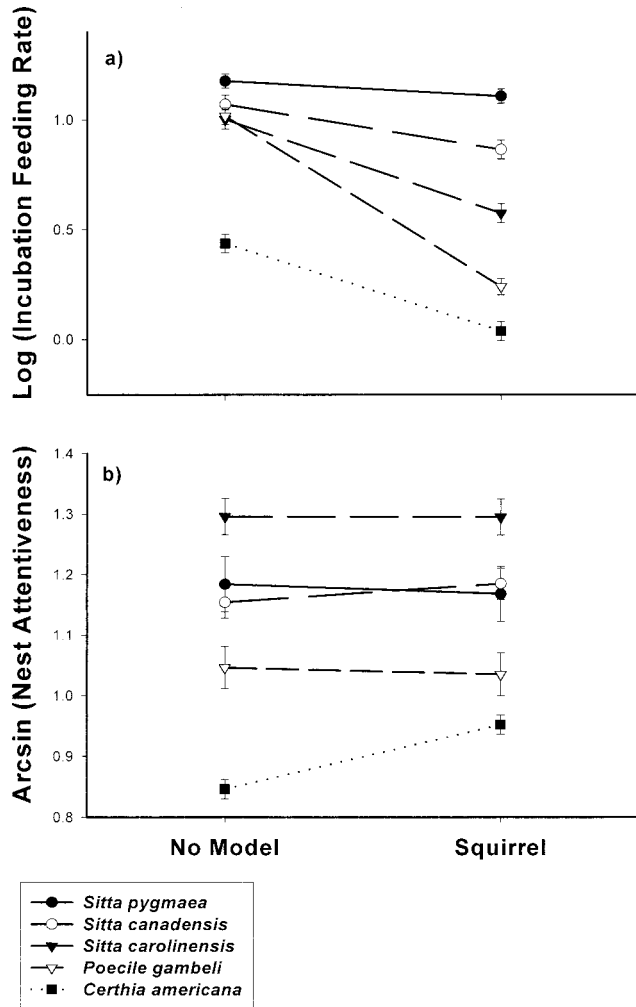 a)
Log (Incubation Feeding Rate)
1.0
0.5
0.0
b)
Arcsin (Nest Attentiveness)
1.4
1.3
1.2
1.1
1.0
0.9
0.8
No Model
Squirrel
Sitta pygmaea
Sitta canadensis
Sitta carolinensis
Poecile gambeli
Certhia americana